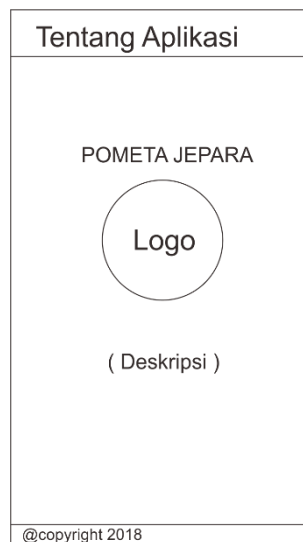 Tentang Aplikasi
POMETA JEPARA
Logo
( Deskripsi )
@copyright 2018